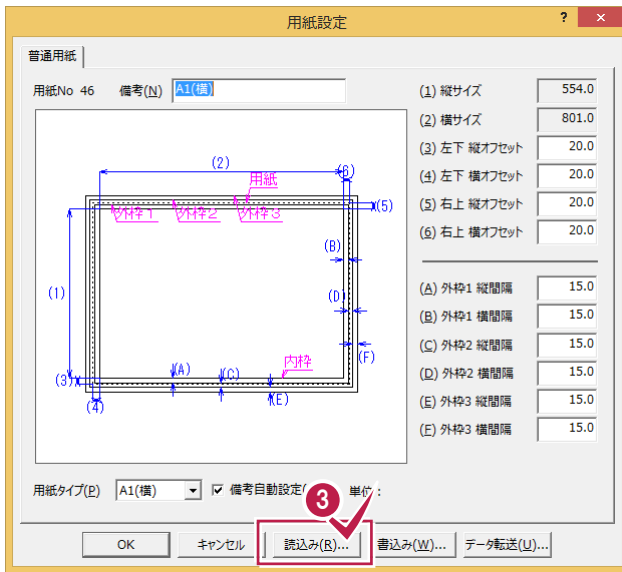 用紙設定
?
×
普通用紙
用紙No 46 備考(N) A1(横)
(1) 縦サイズ 554.0
(2) 横サイズ 801.0
(3) 左下 縦オフセット 20.0
(4) 左下 横オフセット 20.0
(5) 右上 縦オフセット 20.0
(6) 右上 横オフセット 20.0
(A) 外枠1 縦間隔 15.0
(B) 外枠1 横間隔 15.0
(C) 外枠2 縦間隔 15.0
(D) 外枠2 横間隔 15.0
(E) 外枠3 縦間隔 15.0
(F) 外枠3 横間隔 15.0
(2)
(6)
用紙
外枠1 外枠2 外枠3
(5)
(B)
(1)
(D)
内枠
(F)
(A)
(C)
(3)
(E)
(4)
用紙タイプ(P) A1(横) 備考自動設定( 単位 :
3
OK キャンセル 読込み(R)... 書込み(W)... データ転送(U)...